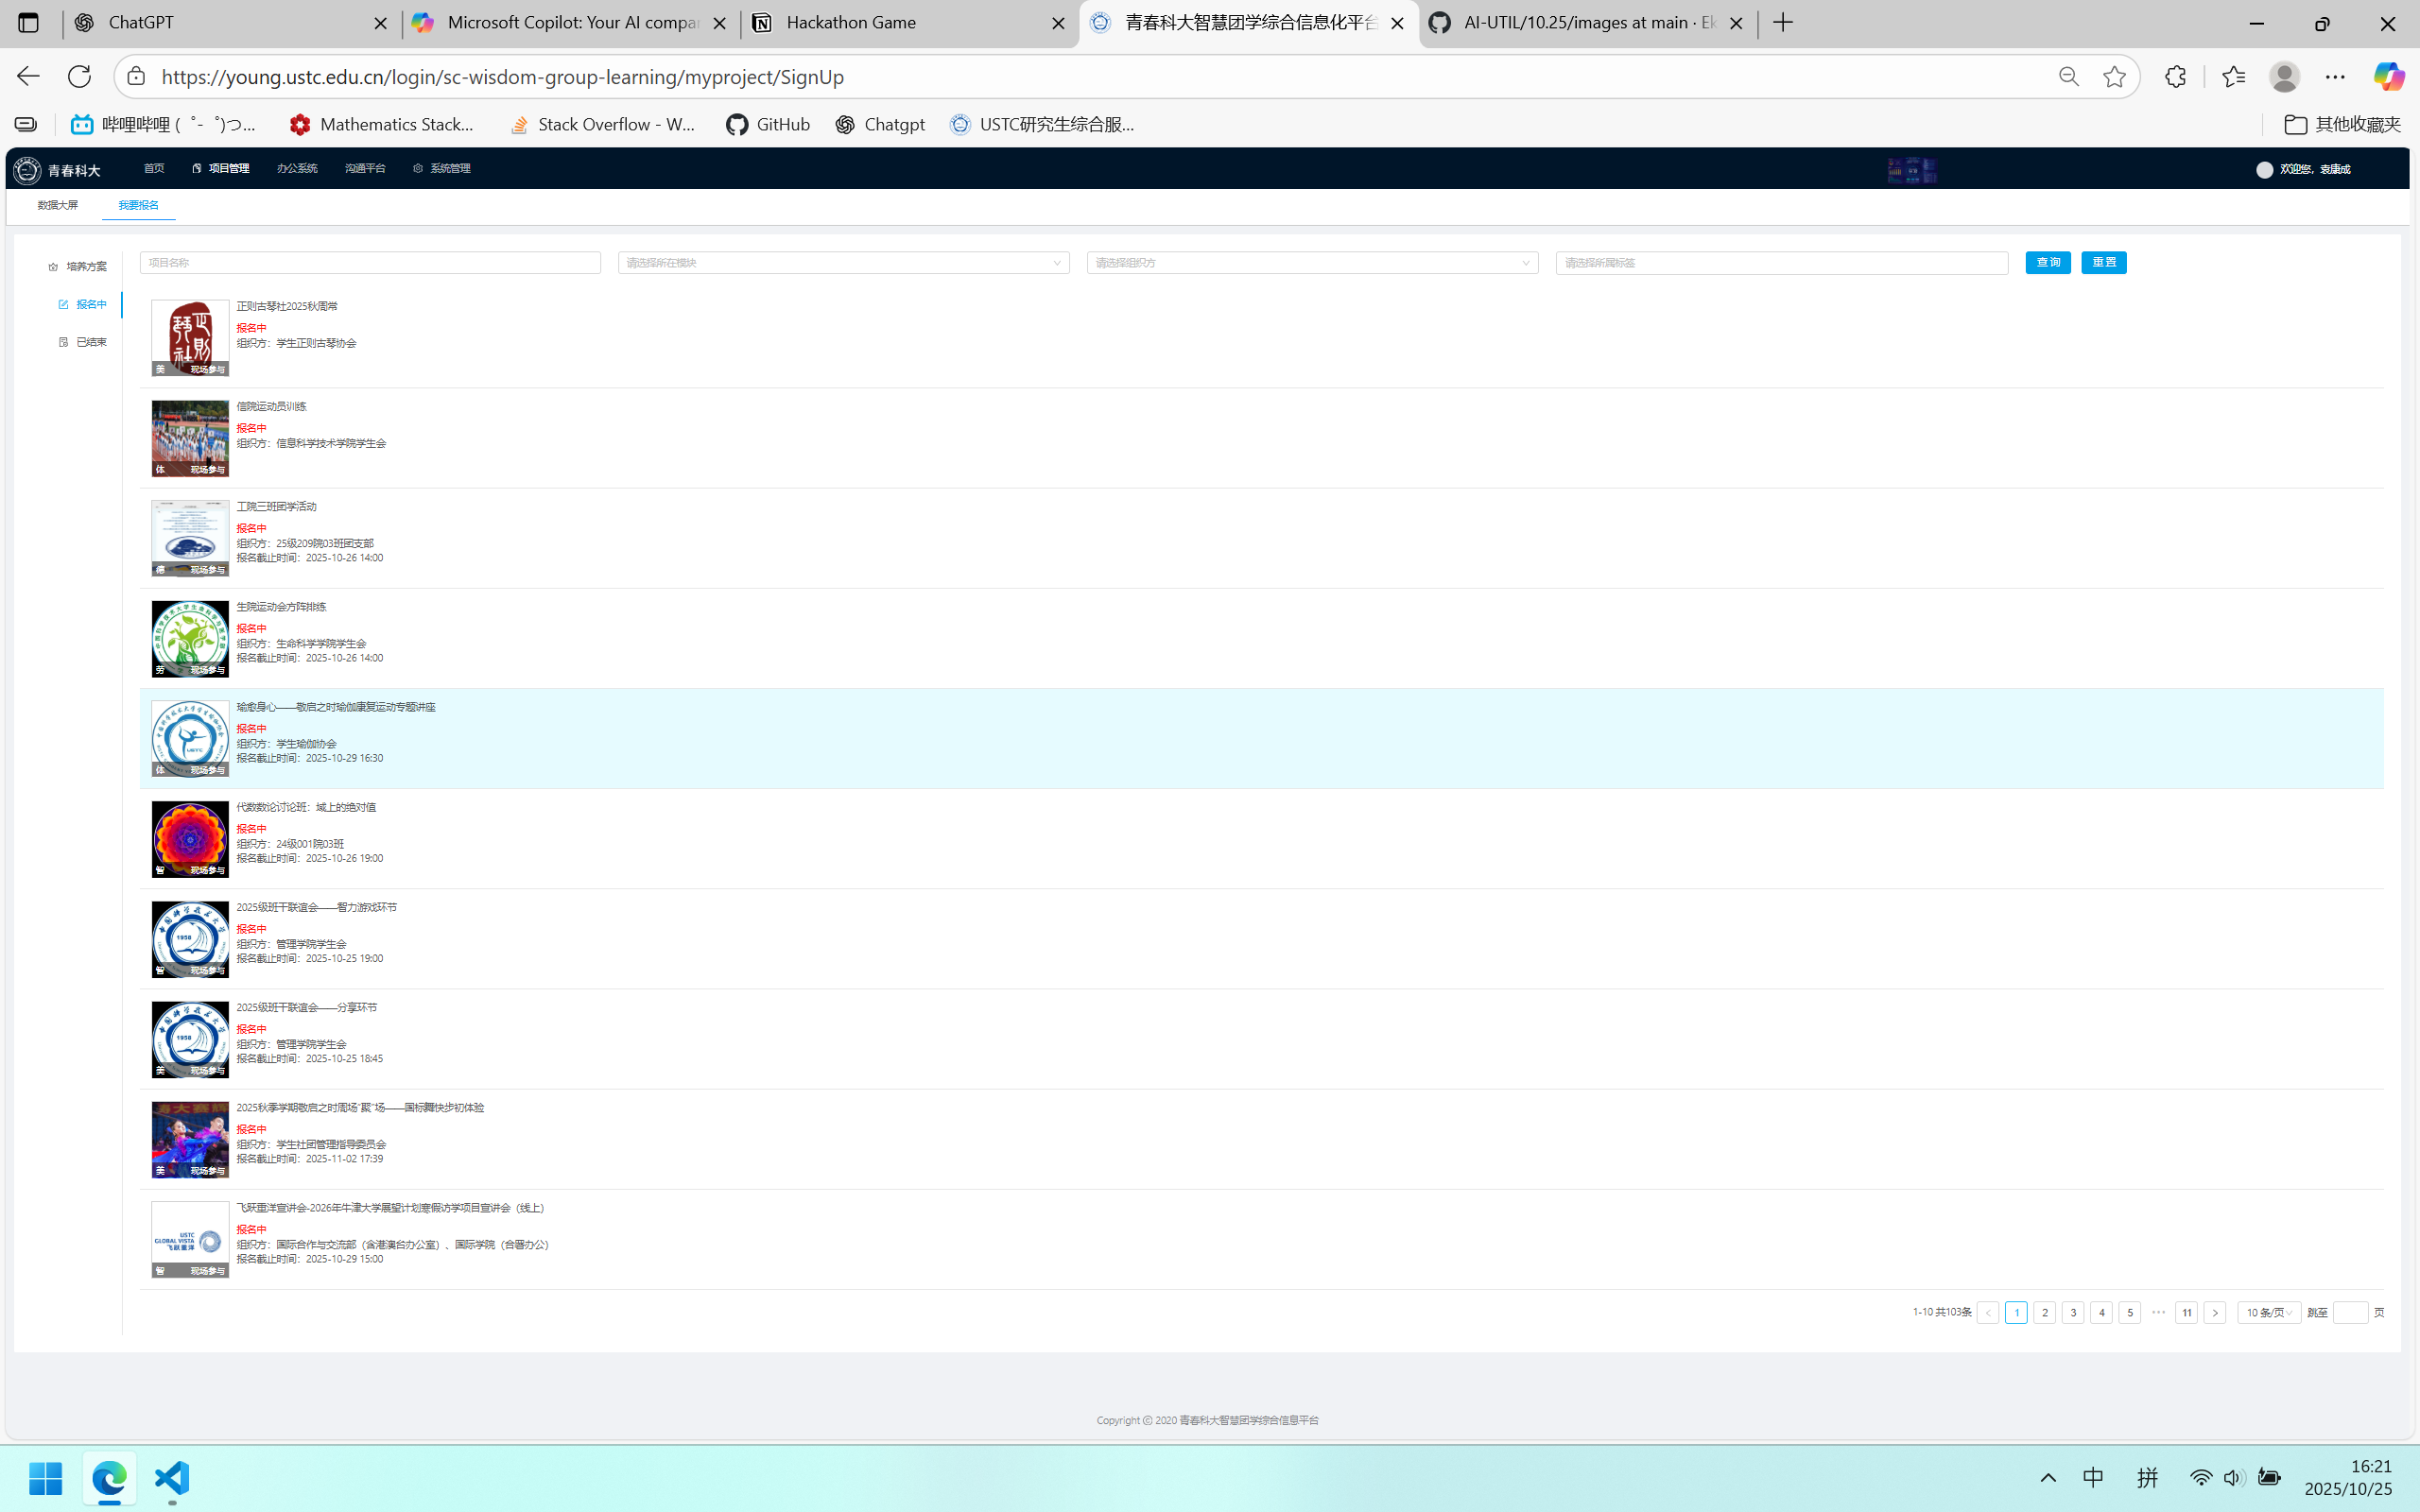 ChatGPT
Microsoft Copilot: Your AI compan
Hackathon Game
青春科大智慧团学综合信息化平台
AI-UTIL/10.25/images at main · Ek
https://young.ustc.edu.cn/login/sc-wisdom-group-learning/myproject/SignUp
哔哩哔哩 (゜-゜)つ...
Mathematics Stack...
Stack Overflow - W...
GitHub
Chatgpt
USTC研究生综合服...
其他收藏夹
青春科大
首页
项目管理
办公系统
沟通平台
系统管理
欢迎您，袁康成
数据大屏
我要报名
培养方案
报名中
已结束
项目名称
请选择所在模块
请选择组织方
请选择所属标签
查 询
重 置
正则古琴社2025秋周常
报名中
组织方：学生正则古琴协会
美 现场参与
信院运动员训练
报名中
组织方：信息科学技术学院学生会
体 现场参与
工院三班团学活动
报名中
组织方：25级209院03班团支部
报名截止时间：2025-10-26 14:00
德 现场参与
生院运动会方阵排练
报名中
组织方：生命科学学院学生会
报名截止时间：2025-10-26 14:00
劳 现场参与
瑜愈身心——敬启之时瑜伽康复运动专题讲座
报名中
组织方：学生瑜伽协会
报名截止时间：2025-10-29 16:30
体 现场参与
代数数论讨论班：域上的绝对值
报名中
组织方：24级001院03班
报名截止时间：2025-10-26 19:00
智 现场参与
2025级班干联谊会——智力游戏环节
报名中
组织方：管理学院学生会
报名截止时间：2025-10-25 19:00
智 现场参与
2025级班干联谊会——分享环节
报名中
组织方：管理学院学生会
报名截止时间：2025-10-25 18:45
美 现场参与
2025秋季学期敬启之时周场“聚”场——国标舞快步初体验
报名中
组织方：学生社团管理指导委员会
报名截止时间：2025-11-02 17:39
美 现场参与
飞跃重洋宣讲会-2026年牛津大学展望计划寒假访学项目宣讲会（线上）
报名中
组织方：国际合作与交流部（含港澳台办公室）、国际学院（合署办公）
报名截止时间：2025-10-29 15:00
USTC
GLOBAL VISTA
飞跃重洋
智 现场参与
1-10 共103条
1
2
3
4
5
•••
11
10 条/页
跳至
页
Copyright © 2020 青春科大智慧团学综合信息平台
中
拼
16:21
2025/10/25